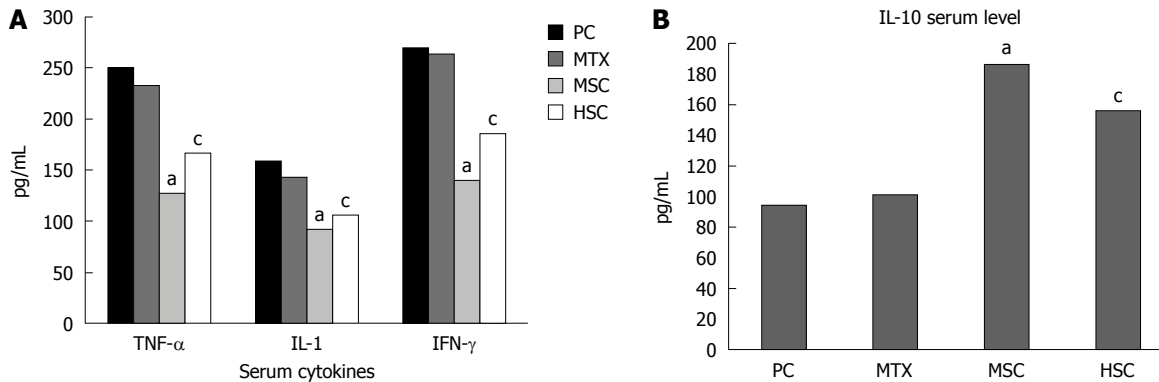 A
300
250
200
150
100
50
0
pg/mL
PC
MTX
MSC
HSC
a
c
a
c
a
c
TNF-α IL-1 IFN-γ
Serum cytokines
B
IL-10 serum level
200
180
160
140
120
100
80
60
40
20
0
pg/mL
a
c
PC MTX MSC HSC